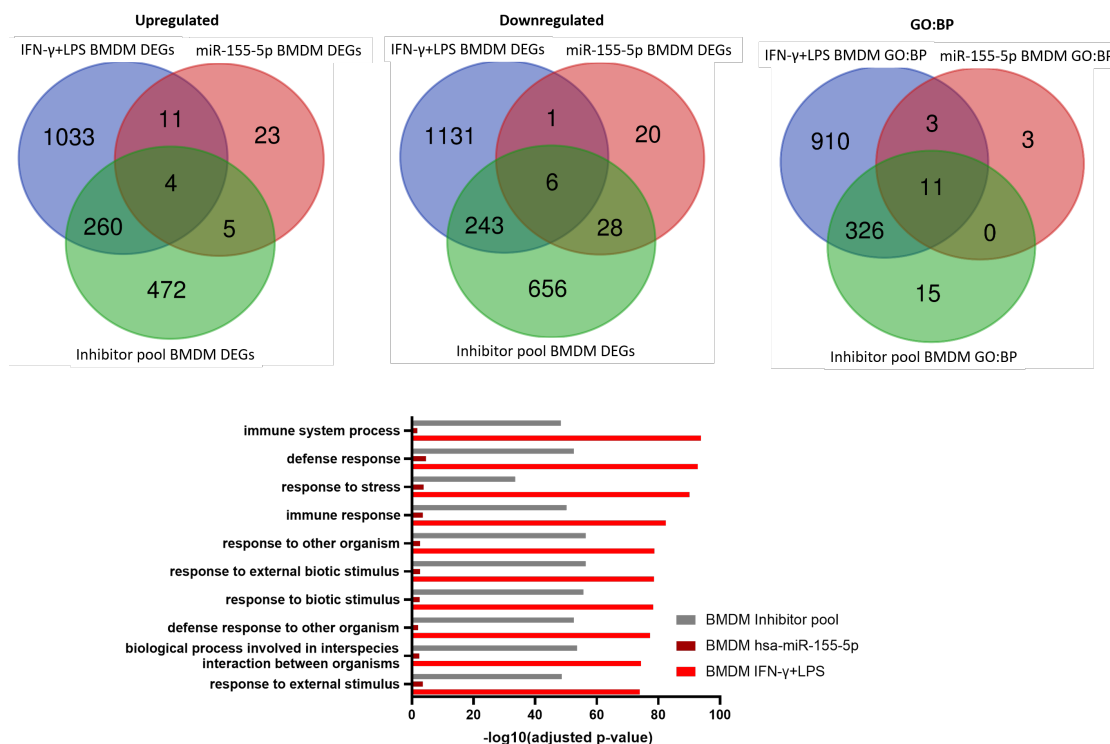 Upregulated
IFN-γ+LPS BMDM DEGs
miR-155-5p BMDM DEGs
1033
11
23
4
260
5
472
Inhibitor pool BMDM DEGs
Downregulated
IFN-γ+LPS BMDM DEGs
miR-155-5p BMDM DEGs
1131
1
20
6
243
28
656
Inhibitor pool BMDM DEGs
GO:BP
IFN-γ+LPS BMDM GO:BP
miR-155-5p BMDM GO:BP
910
3
3
11
326
0
15
Inhibitor pool BMDM GO:BP
immune system process
defense response
response to stress
immune response
response to other organism
response to external biotic stimulus
response to biotic stimulus
defense response to other organism
biological process involved in interspecies
interaction between organisms
response to external stimulus
BMDM Inhibitor pool
BMDM hsa-miR-155-5p
BMDM IFN-γ+LPS
0 20 40 60 80 100
-log10(adjusted p-value)